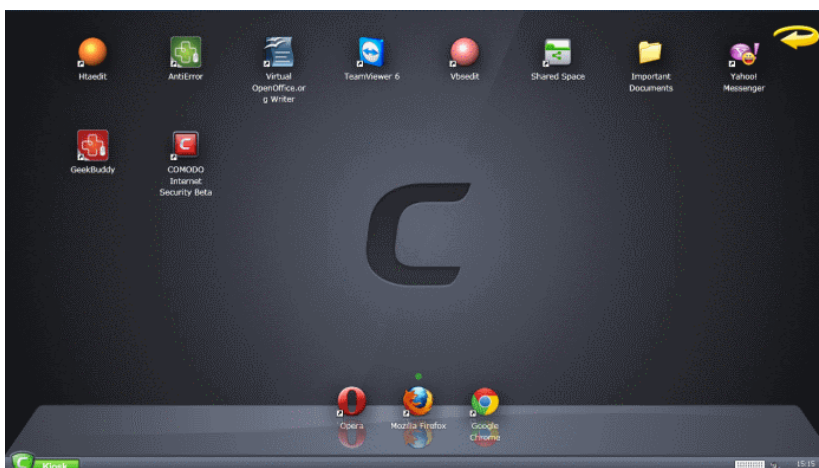 Htaedit
AntiError
Virtual
OpenOffice.or
g Writer
TeamViewer 6
Vbsedit
Shared Space
Important
Documents
Yahoo!
Messenger
GeekBuddy
COMODO
Internet
Security Beta
Opera
Mozilla Firefox
Google
Chrome
Kiosk
15:15